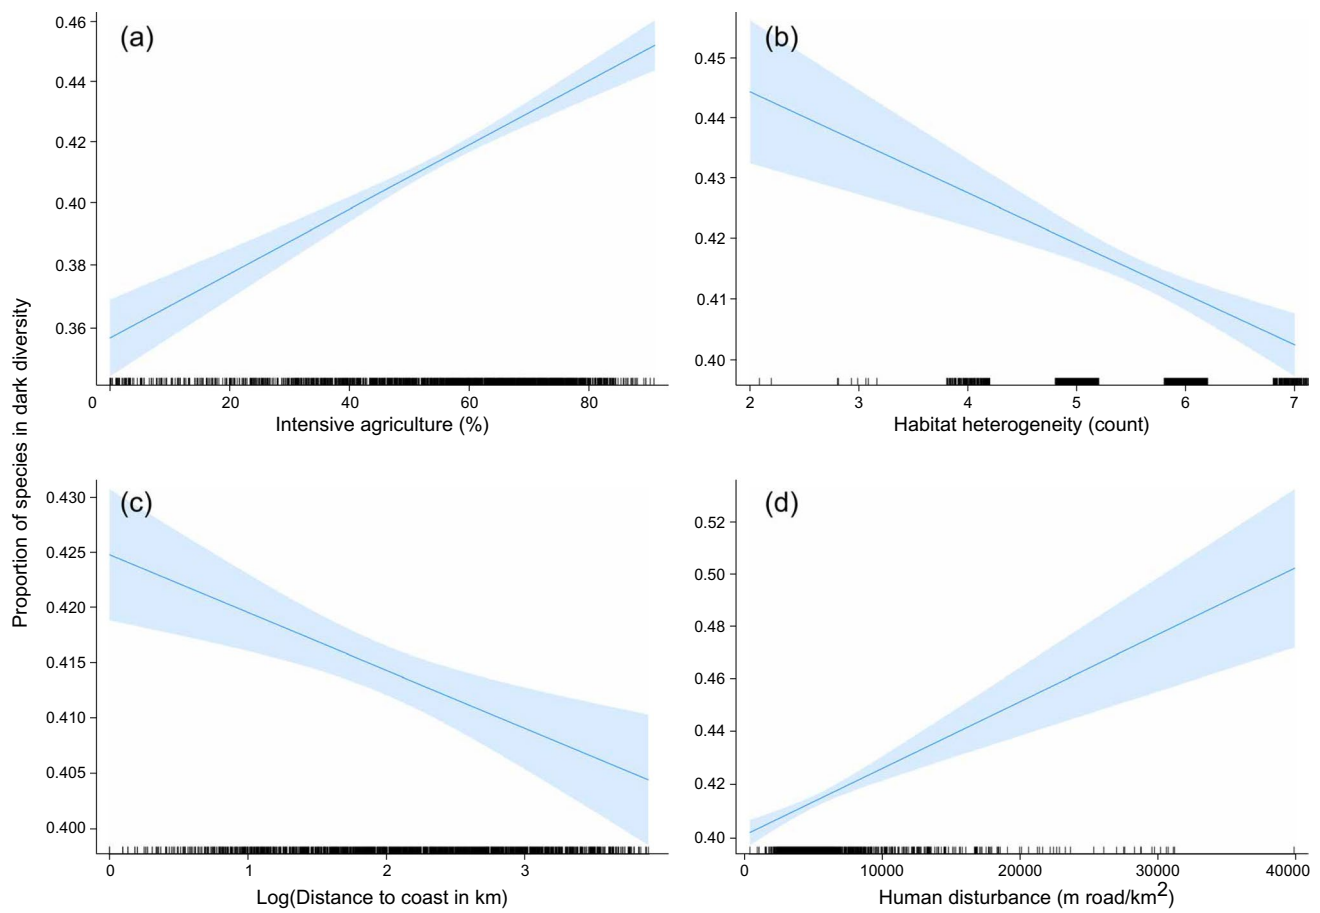 Proportion of species in dark diversity
(a)
0.46
0.44
0.42
0.40
0.38
0.36
0 20 40 60 80
Intensive agriculture (%)
(b)
0.45
0.44
0.43
0.42
0.41
0.40
2 3 4 5 6 7
Habitat heterogeneity (count)
(c)
0.430
0.425
0.420
0.415
0.410
0.405
0.400
0 1 2 3
Log(Distance to coast in km)
(d)
0.52
0.50
0.48
0.46
0.44
0.42
0.40
0 10000 20000 30000 40000
Human disturbance (m road/km²)